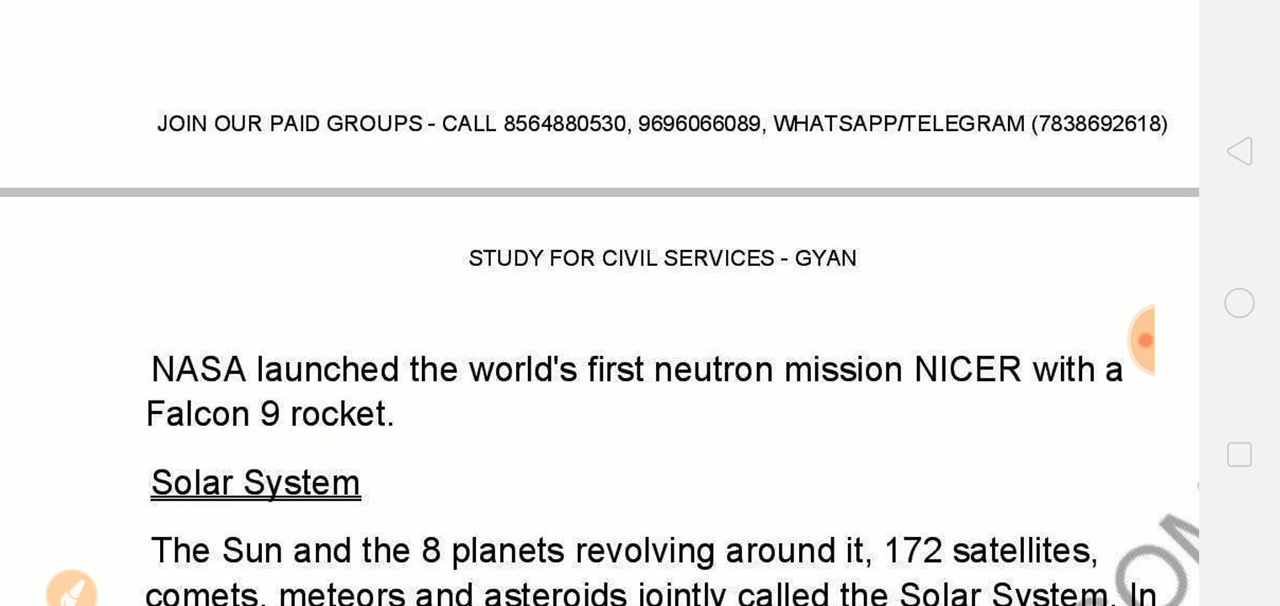 JOIN OUR PAID GROUPS - CALL 8564880530, 9696066089, WHATSAPP/TELEGRAM (7838692618)
STUDY FOR CIVIL SERVICES - GYAN
NASA launched the world's first neutron mission NICER with a
Falcon 9 rocket.
Solar System
The Sun and the 8 planets revolving around it, 172 satellites,
comets, meteors and asteroids jointly called the Solar System. In